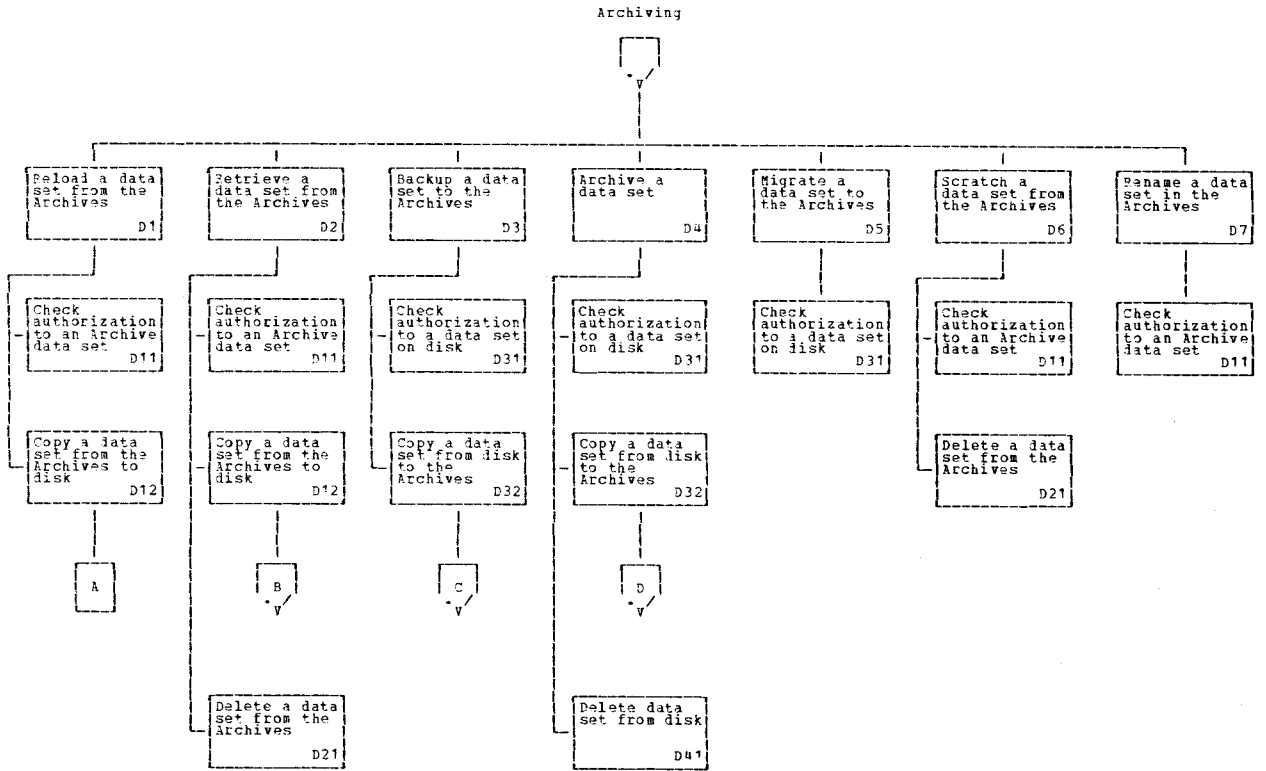 Archiving
Reload a data
set from the
Archives
D1
Retrieve a
data set from
the Archives
D2
Backup a data
set to the
Archives
D3
Archive a
data set
D4
Migrate a
data set to
the Archives
D5
Scratch a
data set from
the Archives
D6
Rename a data
set in the
Archives
D7
Check
authorization
to an Archive
data set
D11
Check
authorization
to an Archive
data set
D11
Check
authorization
to a data set
on disk
D31
Check
authorization
to a data set
on disk
D31
Check
authorization
to a data set
on disk
D31
Check
authorization
to an Archive
data set
D11
Check
authorization
to an Archive
data set
D11
Copy a data
set from the
Archives to
disk
D12
Copy a data
set from the
Archives to
disk
D12
Copy a data
set from disk
to the
Archives
D32
Copy a data
set from disk
to the
Archives
D32
Delete a data
set from the
Archives
D21
A
B
C
D
Delete a data
set from the
Archives
D21
Delete data
set from disk
D41